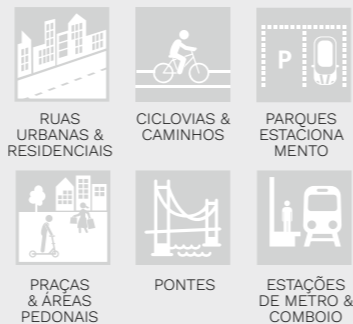 RUAS
URBANAS &
RESIDENCIAIS
CICLOVIAS &
CAMINHOS
P
PARQUES
ESTACIONA
MENTO
PRAÇAS
& ÁREAS
PEDONAIS
PONTES
ESTAÇÕES
DE METRO &
COMBOIO